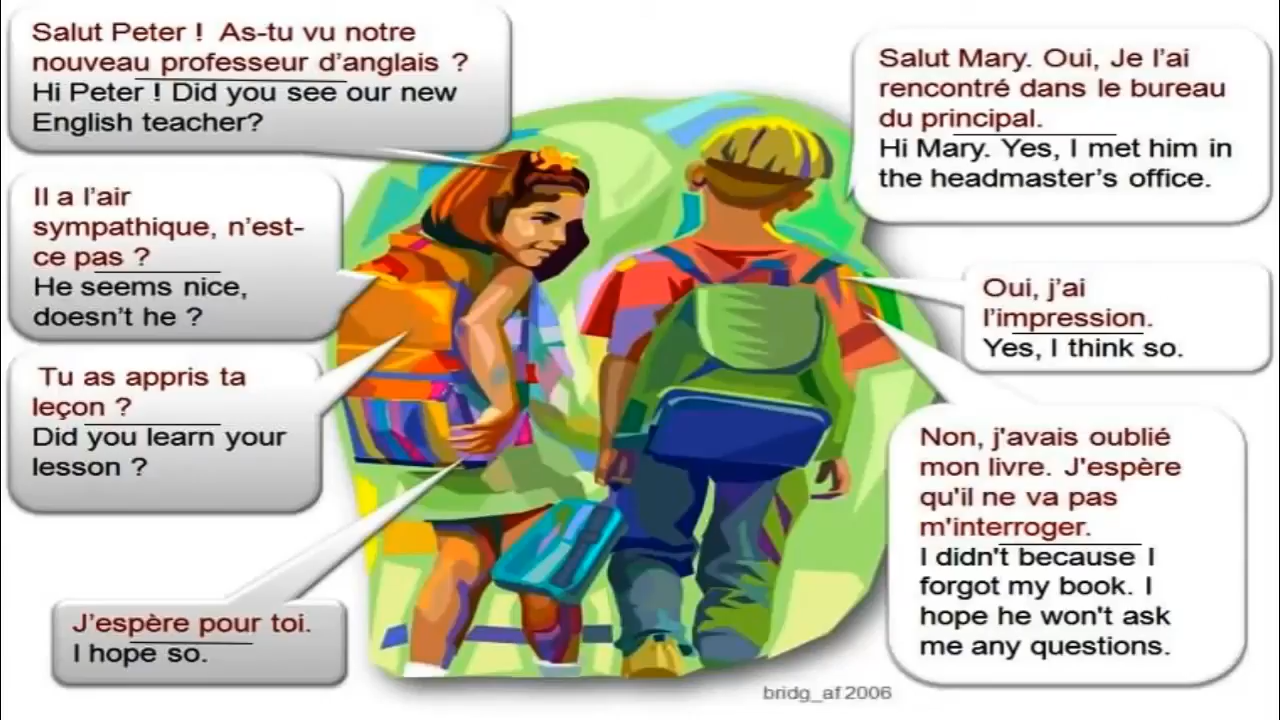 Salut Peter !  As-tu vu notre
nouveau professeur d’anglais ?
Hi Peter ! Did you see our new
English teacher?
Salut Mary. Oui, Je l’ai
rencontré dans le bureau
du principal.
Hi Mary. Yes, I met him in
the headmaster’s office.
Il a l’air
sympathique, n’est-
ce pas ?
He seems nice,
doesn’t he ?
Oui, j’ai
l’impression.
Yes, I think so.
Tu as appris ta
leçon ?
Did you learn your
lesson ?
Non, j'avais oublié
mon livre. J'espère
qu'il ne va pas
m'interroger.
I didn't because I
forgot my book. I
hope he won't ask
me any questions.
J’espère pour toi.
I hope so.
bridg_af 2006